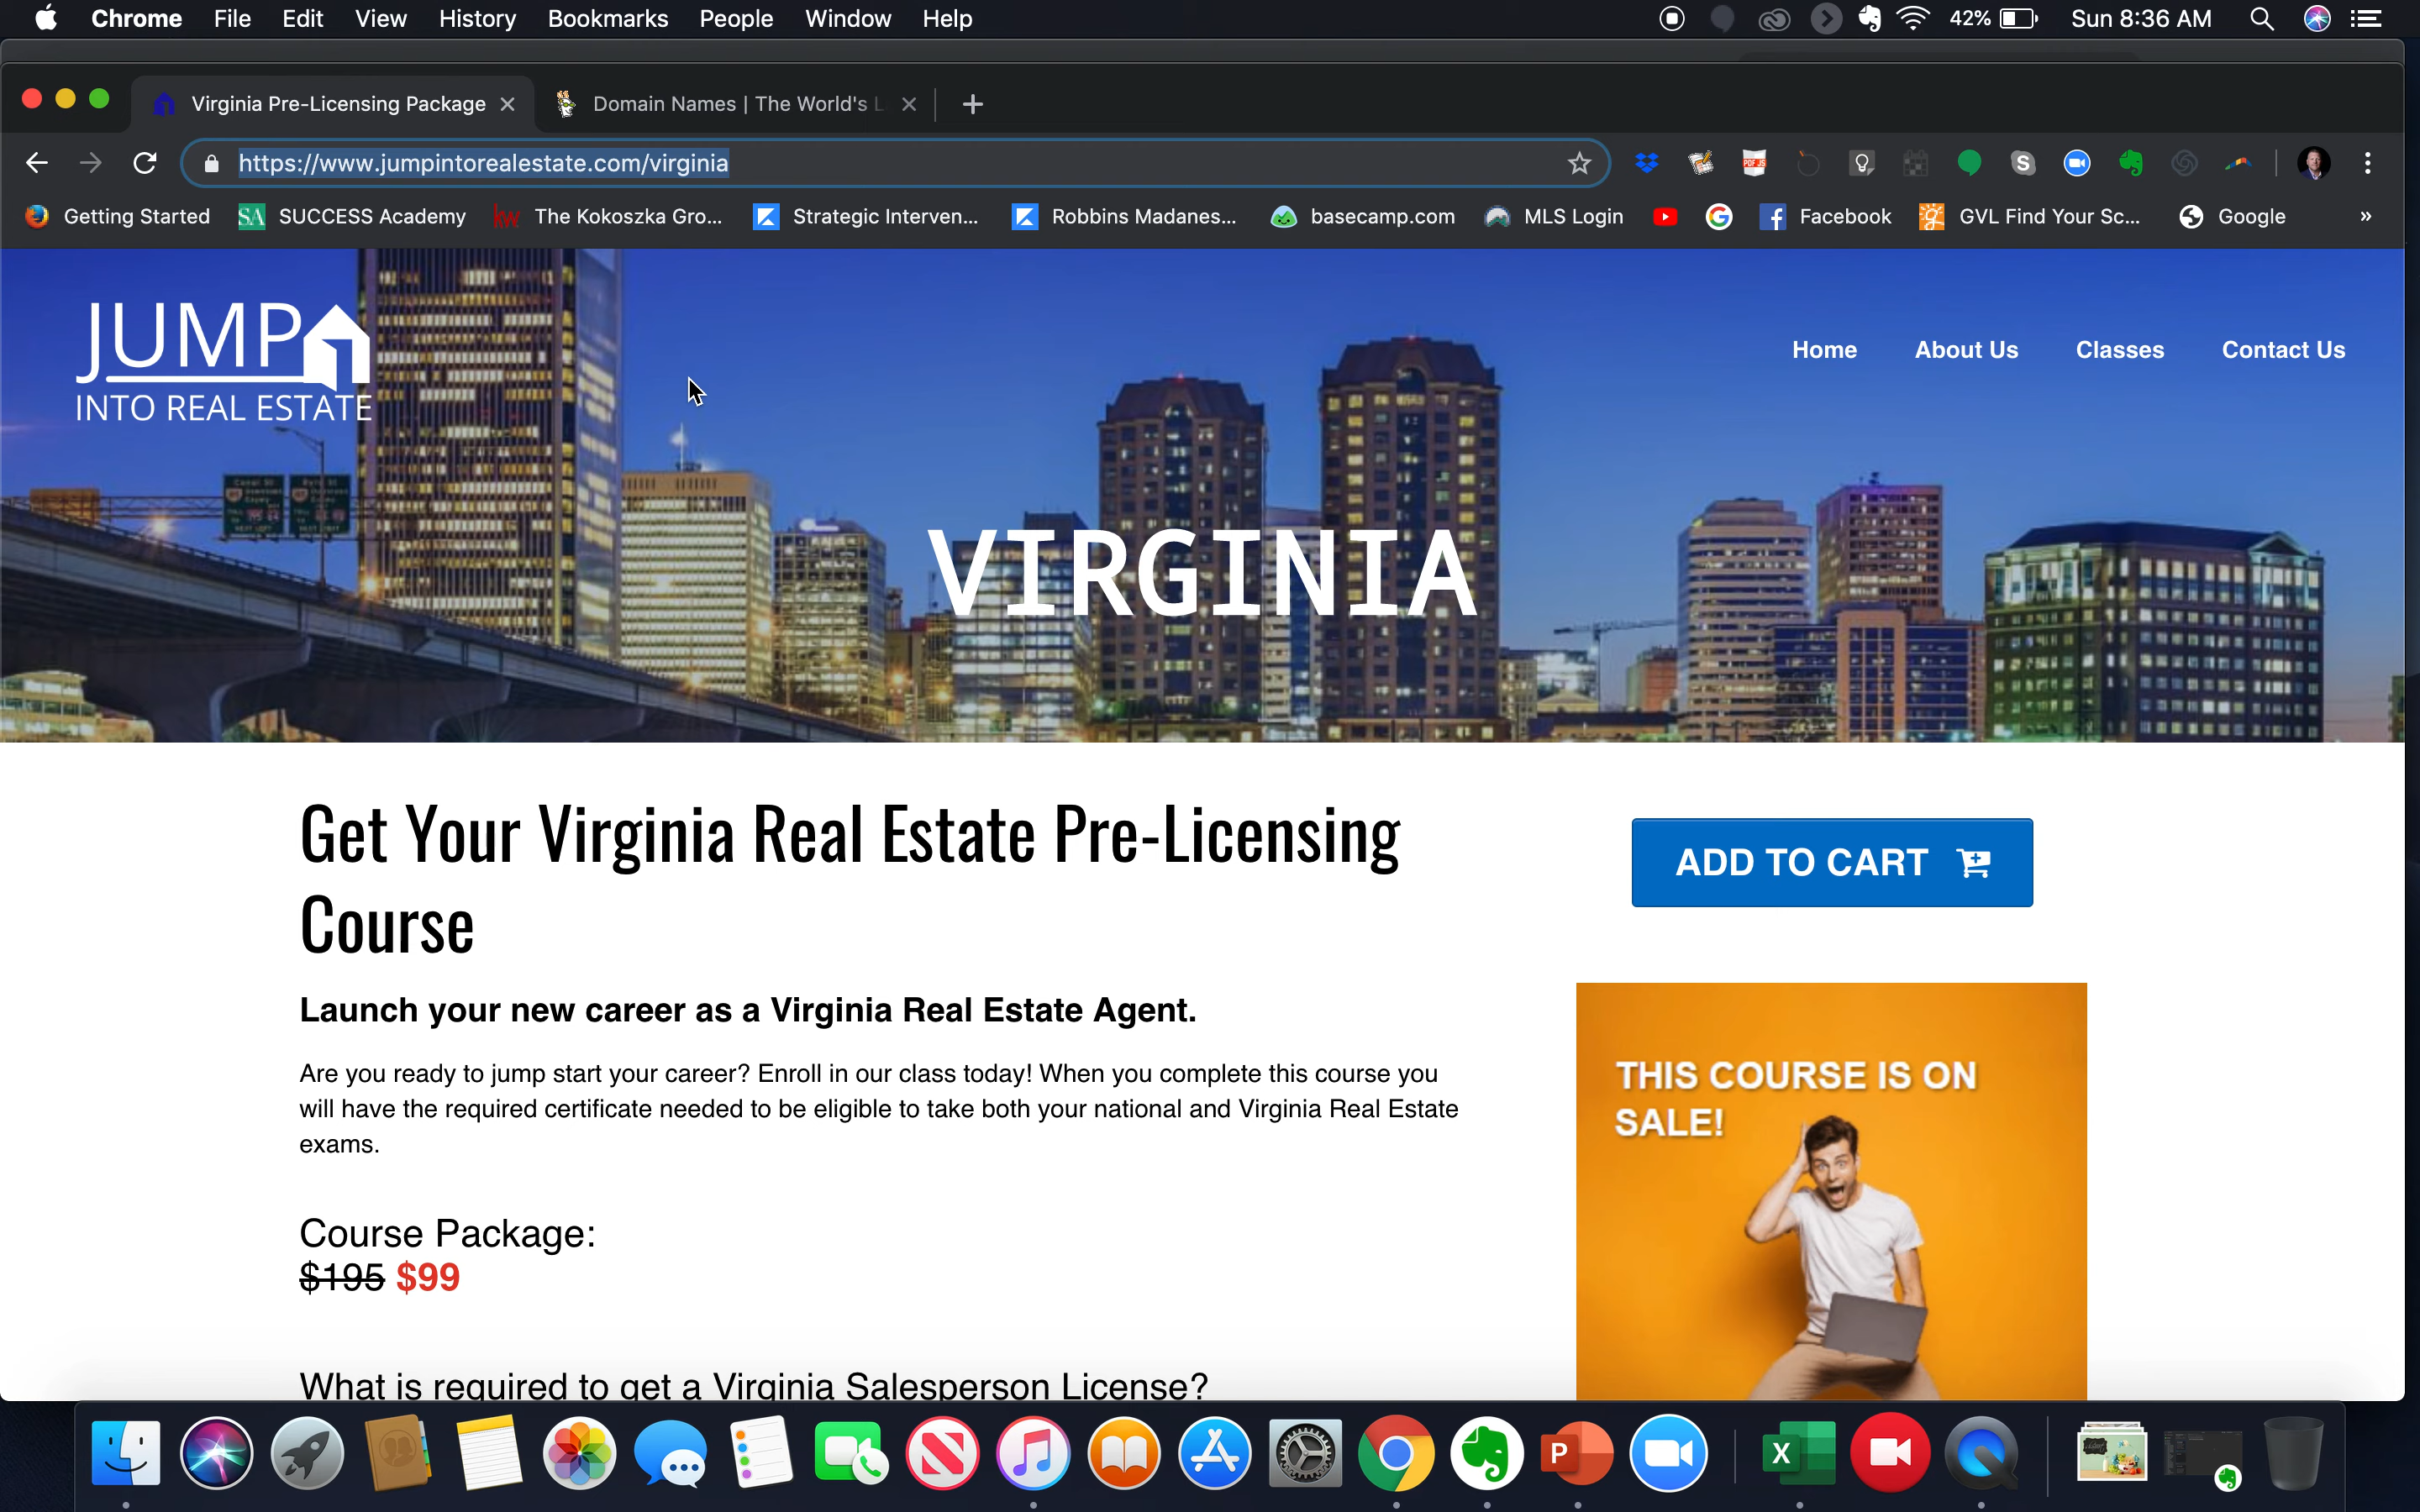 Chrome File Edit View History Bookmarks People Window Help 42% Sun 8:36 AM
Virginia Pre-Licensing Package Domain Names | The World's L
https://www.jumpintorealestate.com/virginia
Getting Started SUCCESS Academy The Kokoszka Gro... Strategic Interven... Robbins Madanes... basecamp.com MLS Login Facebook GVL Find Your Sc... Google »
JUMP
INTO REAL ESTATE
Home About Us Classes Contact Us
VIRGINIA
Get Your Virginia Real Estate Pre-Licensing
Course
ADD TO CART
Launch your new career as a Virginia Real Estate Agent.
Are you ready to jump start your career? Enroll in our class today! When you complete this course you
will have the required certificate needed to be eligible to take both your national and Virginia Real Estate
exams.
THIS COURSE IS ON
SALE!
Course Package:
$195 $99
What is required to get a Virginia Salesperson License?